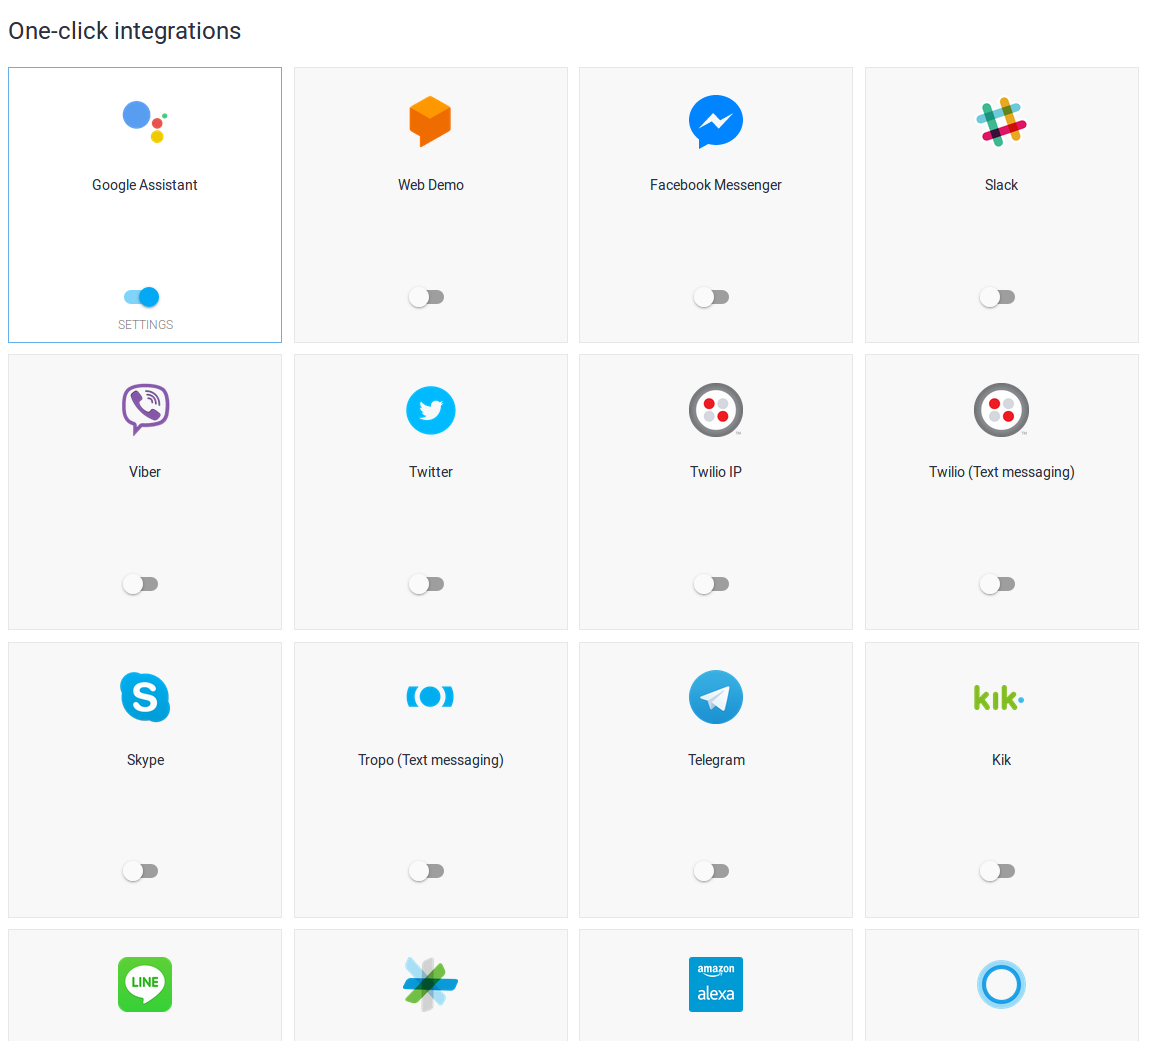 One-click integrations
Google Assistant
Web Demo
Facebook Messenger
Slack
SETTINGS
Viber
Twitter
Twilio IP
Twilio (Text messaging)
S
Skype
Tropo (Text messaging)
Telegram
kik
Kik
LINE
amazon
alexa